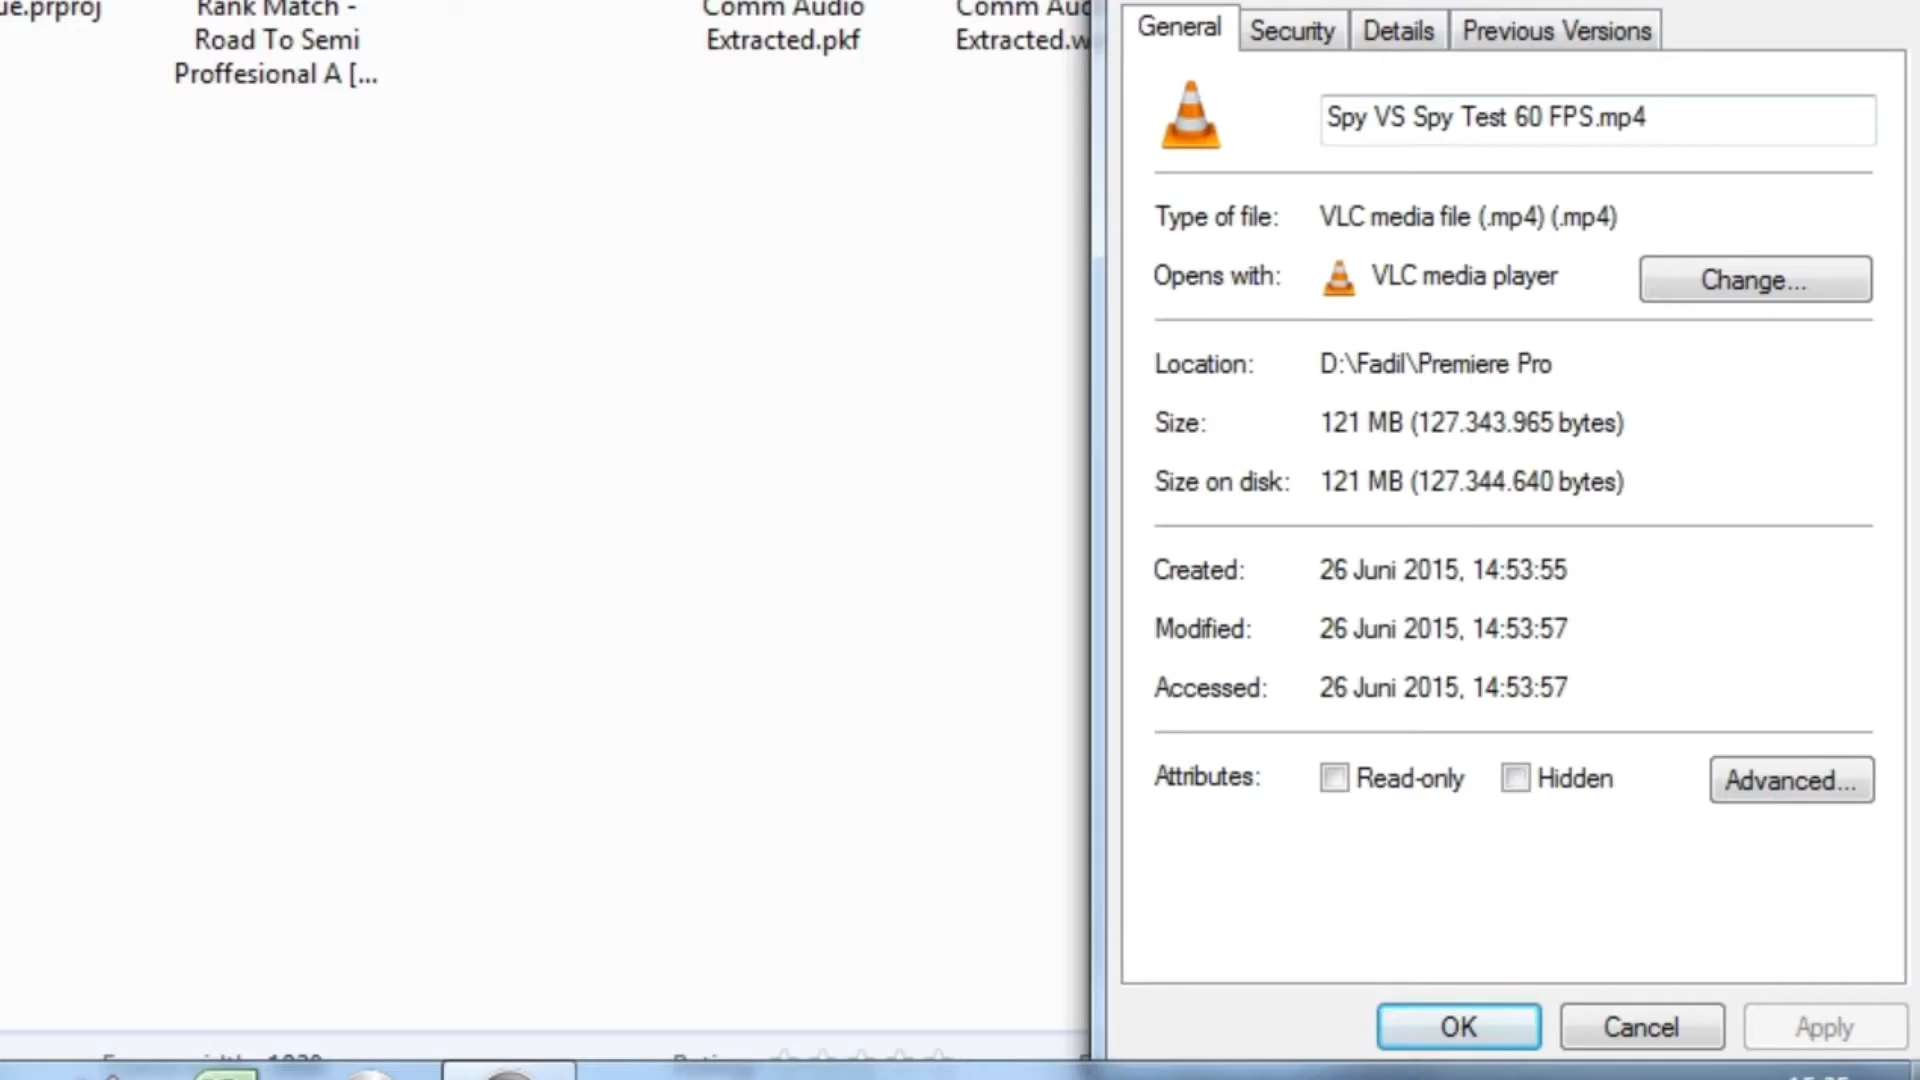 ue.prproj
Rank Match -
Road To Semi
Proffesional A [...
Comm Audio
Extracted.pkf
Comm Aud
Extracted.w
General
Security
Details
Previous Versions
Spy VS Spy Test 60 FPS.mp4
Type of file: VLC media file (.mp4) (.mp4)
Opens with: VLC media player
Change...
Location: D:\Fadil\Premiere Pro
Size: 121 MB (127.343.965 bytes)
Size on disk: 121 MB (127.344.640 bytes)
Created: 26 Juni 2015, 14:53:55
Modified: 26 Juni 2015, 14:53:57
Accessed: 26 Juni 2015, 14:53:57
Attributes: Read-only Hidden
Advanced...
OK
Cancel
Apply